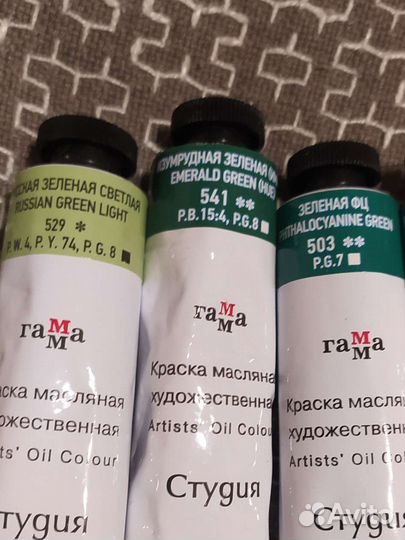 ЗЕЛЕНАЯ СВЕТЛАЯ
RUSSIAN GREEN LIGHT
529 *
P.W.4, P.Y. 74, P.G. 8
гамма
масляная
художественная
Artists' Oil Colour
Студия
ИЗУМРУДНАЯ ЗЕЛЕНАЯ
EMERALD GREEN (HUE)
541 **
P.B.15:4, P.G.8
гамма
Краска масляная
художественная
Artists' Oil Colour
Студия
ЗЕЛЕНАЯ ФЦ
PHTHALOCYANINE GREEN
503 **
P.G.7
гамма
Краска масляная
художественная
Artists' Oil Colour
Студия
Avito